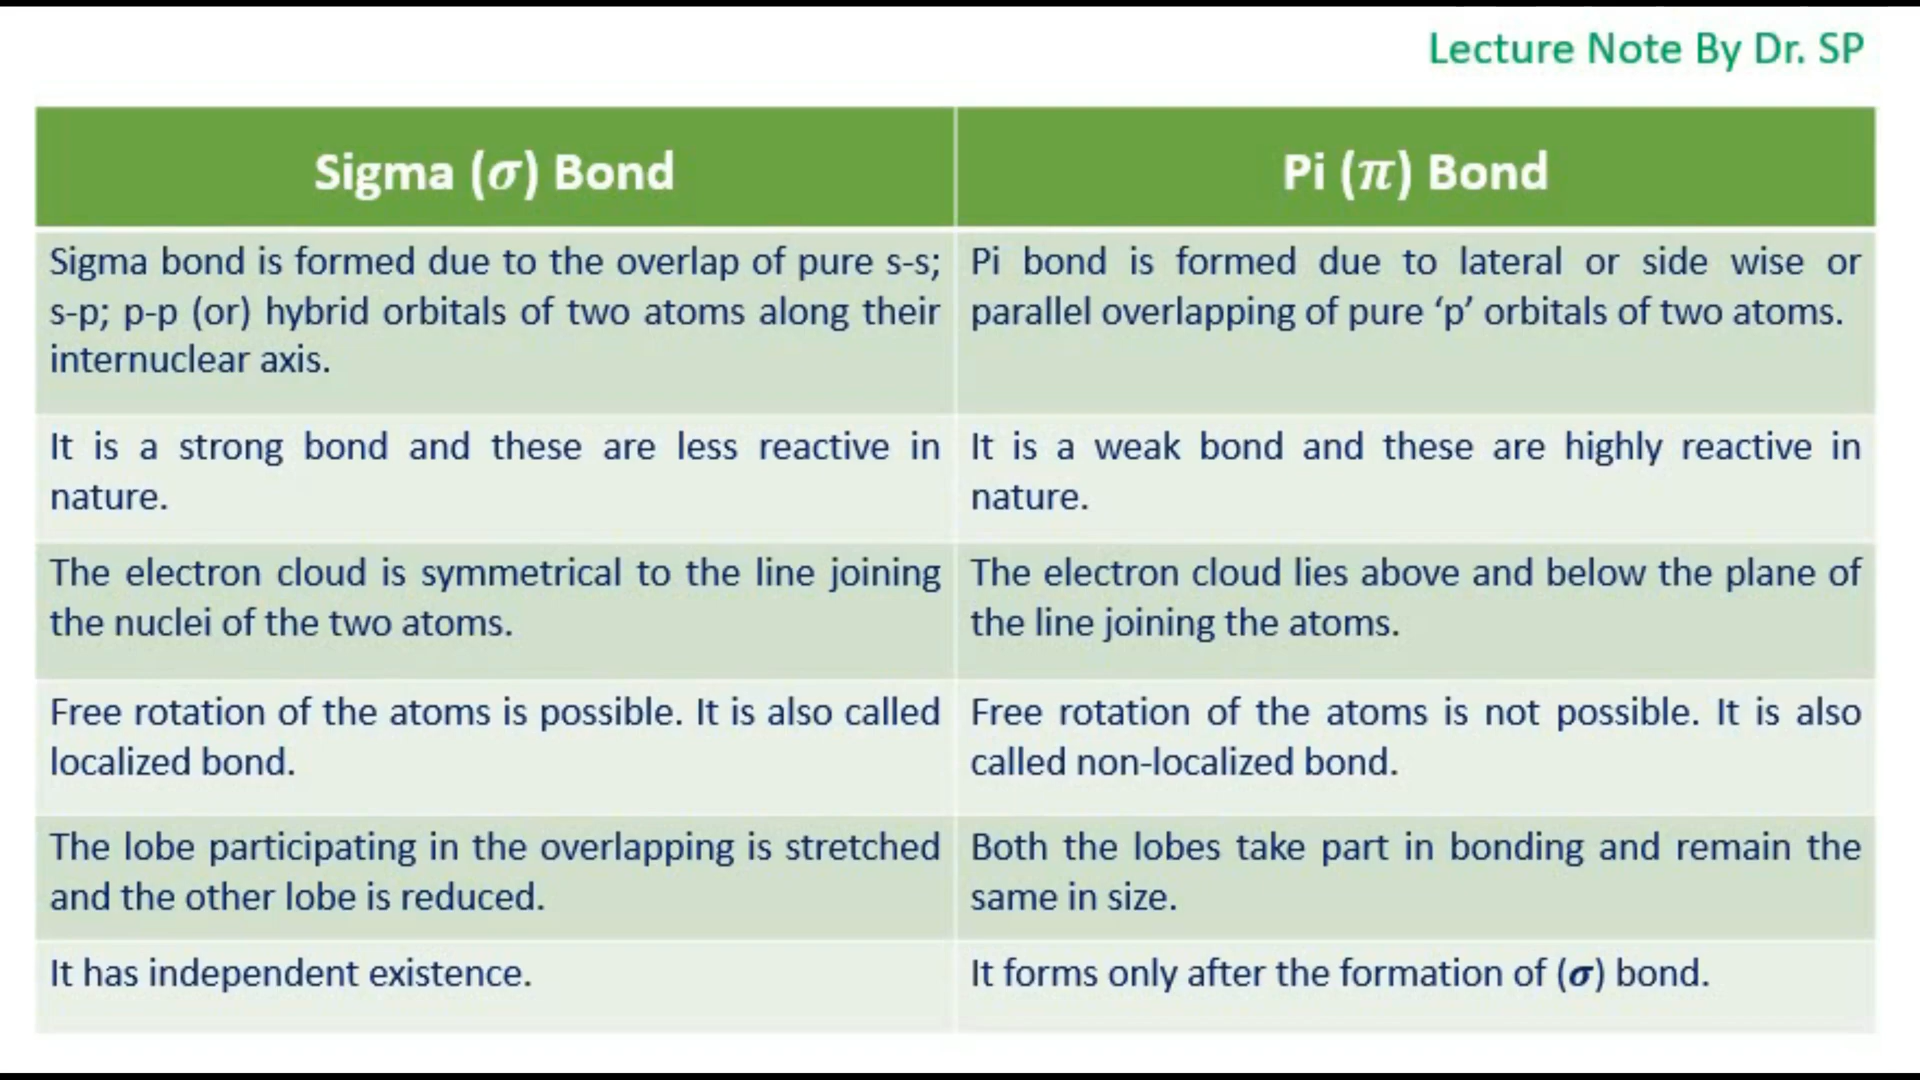 Lecture Note By Dr. SP
Sigma (σ) Bond
Pi (π) Bond
Sigma bond is formed due to the overlap of pure s-s;
s-p; p-p (or) hybrid orbitals of two atoms along their
internuclear axis.
Pi bond is formed due to lateral or side wise or
parallel overlapping of pure ‘p’ orbitals of two atoms.
It is a strong bond and these are less reactive in
nature.
It is a weak bond and these are highly reactive in
nature.
The electron cloud is symmetrical to the line joining
the nuclei of the two atoms.
The electron cloud lies above and below the plane of
the line joining the atoms.
Free rotation of the atoms is possible. It is also called
localized bond.
Free rotation of the atoms is not possible. It is also
called non-localized bond.
The lobe participating in the overlapping is stretched
and the other lobe is reduced.
Both the lobes take part in bonding and remain the
same in size.
It has independent existence.
It forms only after the formation of (σ) bond.